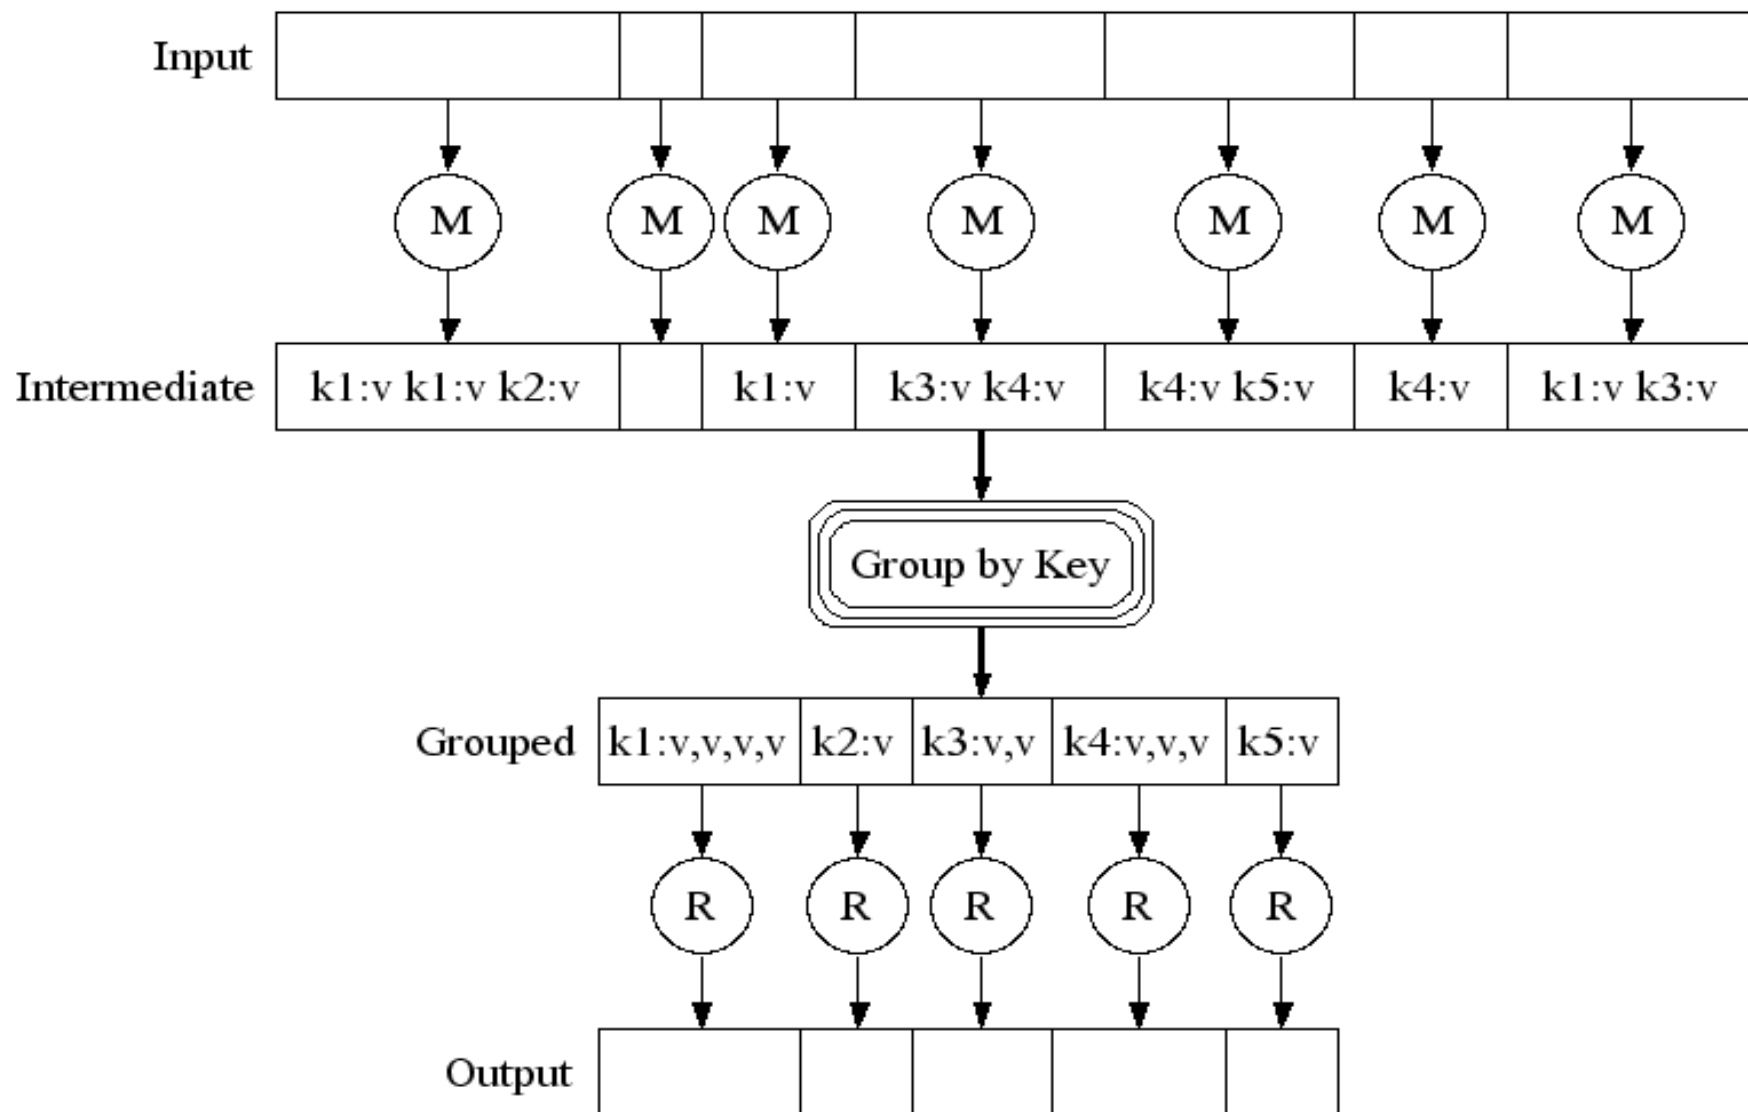 Input
M M M M M M M
Intermediate k1:v k1:v k2:v k1:v k3:v k4:v k4:v k5:v k4:v k1:v k3:v
Group by Key
Grouped k1:v,v,v,v k2:v k3:v,v k4:v,v,v k5:v
R R R R R
Output